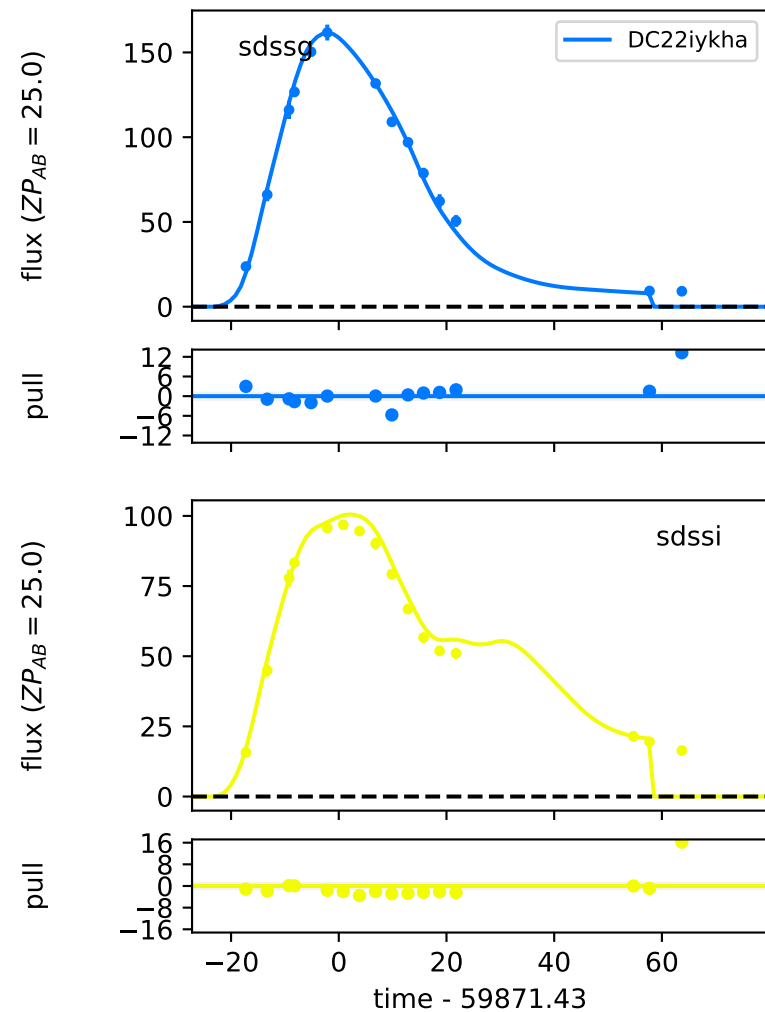 sdssg
DC22iykha
150
100
50
0
flux (ZP_AB = 25.0)
12
6
0
−6
−12
pull
sdssi
100
75
50
25
0
flux (ZP_AB = 25.0)
16
8
0
−8
−16
pull
−20 0 20 40 60
time - 59871.43